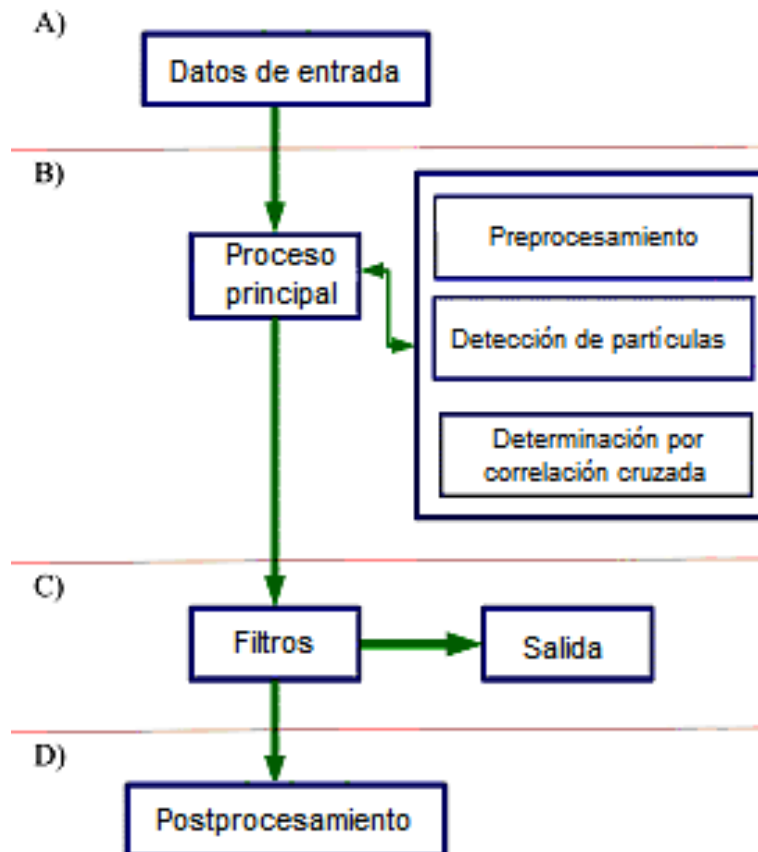 A)
Datos de entrada
B)
Proceso
principal
Preprocesamiento
Detección de partículas
Determinación por
correlación cruzada
C)
Filtros
Salida
D)
Postprocesamiento